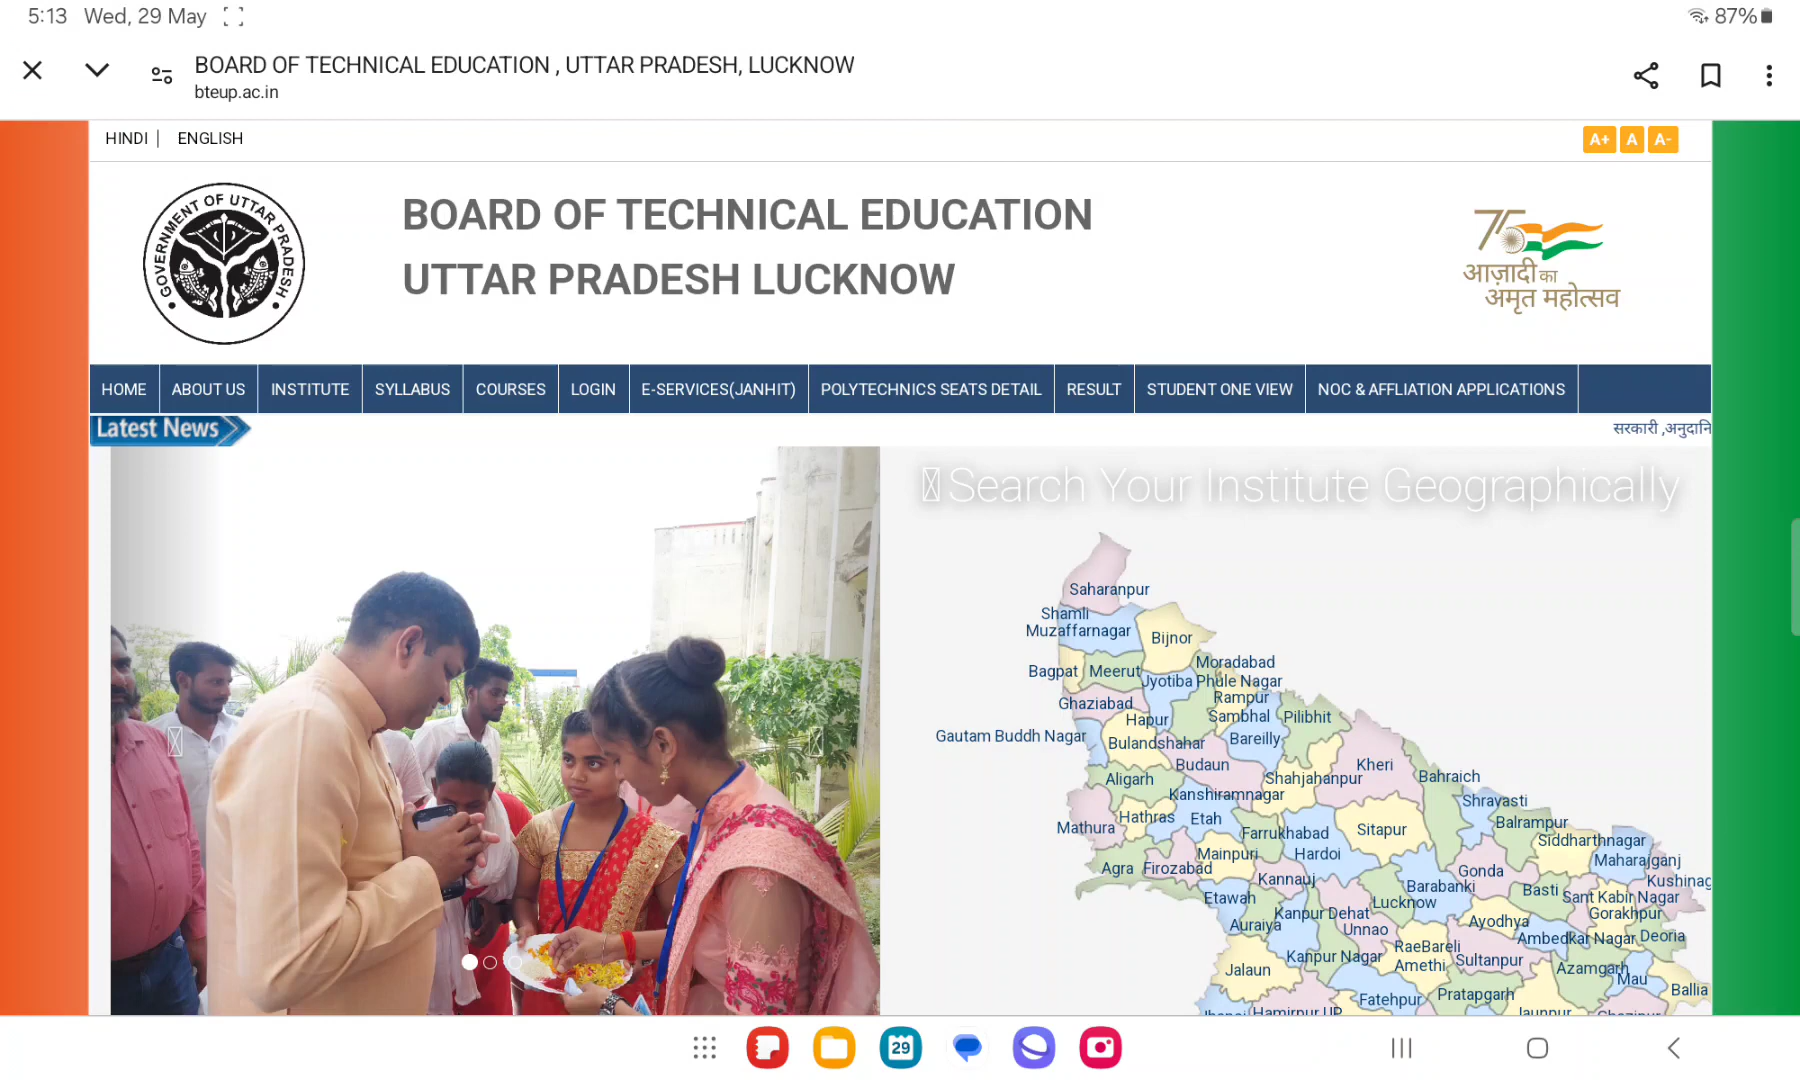 5:13 Wed, 29 May
87%
BOARD OF TECHNICAL EDUCATION , UTTAR PRADESH, LUCKNOW
bteup.ac.in
HINDI | ENGLISH
A+ A A-
GOVERNMENT OF UTTAR PRADESH
BOARD OF TECHNICAL EDUCATION
UTTAR PRADESH LUCKNOW
75
आज़ादी का
अमृत महोत्सव
HOME ABOUT US INSTITUTE SYLLABUS COURSES LOGIN E-SERVICES(JANHIT) POLYTECHNICS SEATS DETAIL RESULT STUDENT ONE VIEW NOC & AFFLIATION APPLICATIONS
Latest News
सरकारी ,अनुदानि
Search Your Institute Geographically
Saharanpur
Shamli
Muzaffarnagar
Bijnor
Moradabad
Bagpat Meerut
Jyotiba Phule Nagar
Rampur
Ghaziabad
Hapur Sambhal Pilibhit
Gautam Buddh Nagar
Bulandshahar Bareilly
Budaun Kheri
Aligarh Shahjahanpur Bahraich
Kanshiramnagar
Shravasti
Hathras Etah Balrampur
Mathura Farrukhabad Sitapur
Siddharthnagar
Mainpuri Hardoi Maharajganj
Agra Firozabad Gonda
Kannauj Barabanki Kushinag
Etawah Lucknow Basti Sant Kabir Nagar
Kanpur Dehat Gorakhpur
Auraiya Unnao Ayodhya
Ambedkar Nagar Deoria
RaeBareli
Kanpur Nagar Amethi Sultanpur
Jalaun Azamgarh
Mau
Ballia
Fatehpur Pratapgarh
Hamirpur UP
29